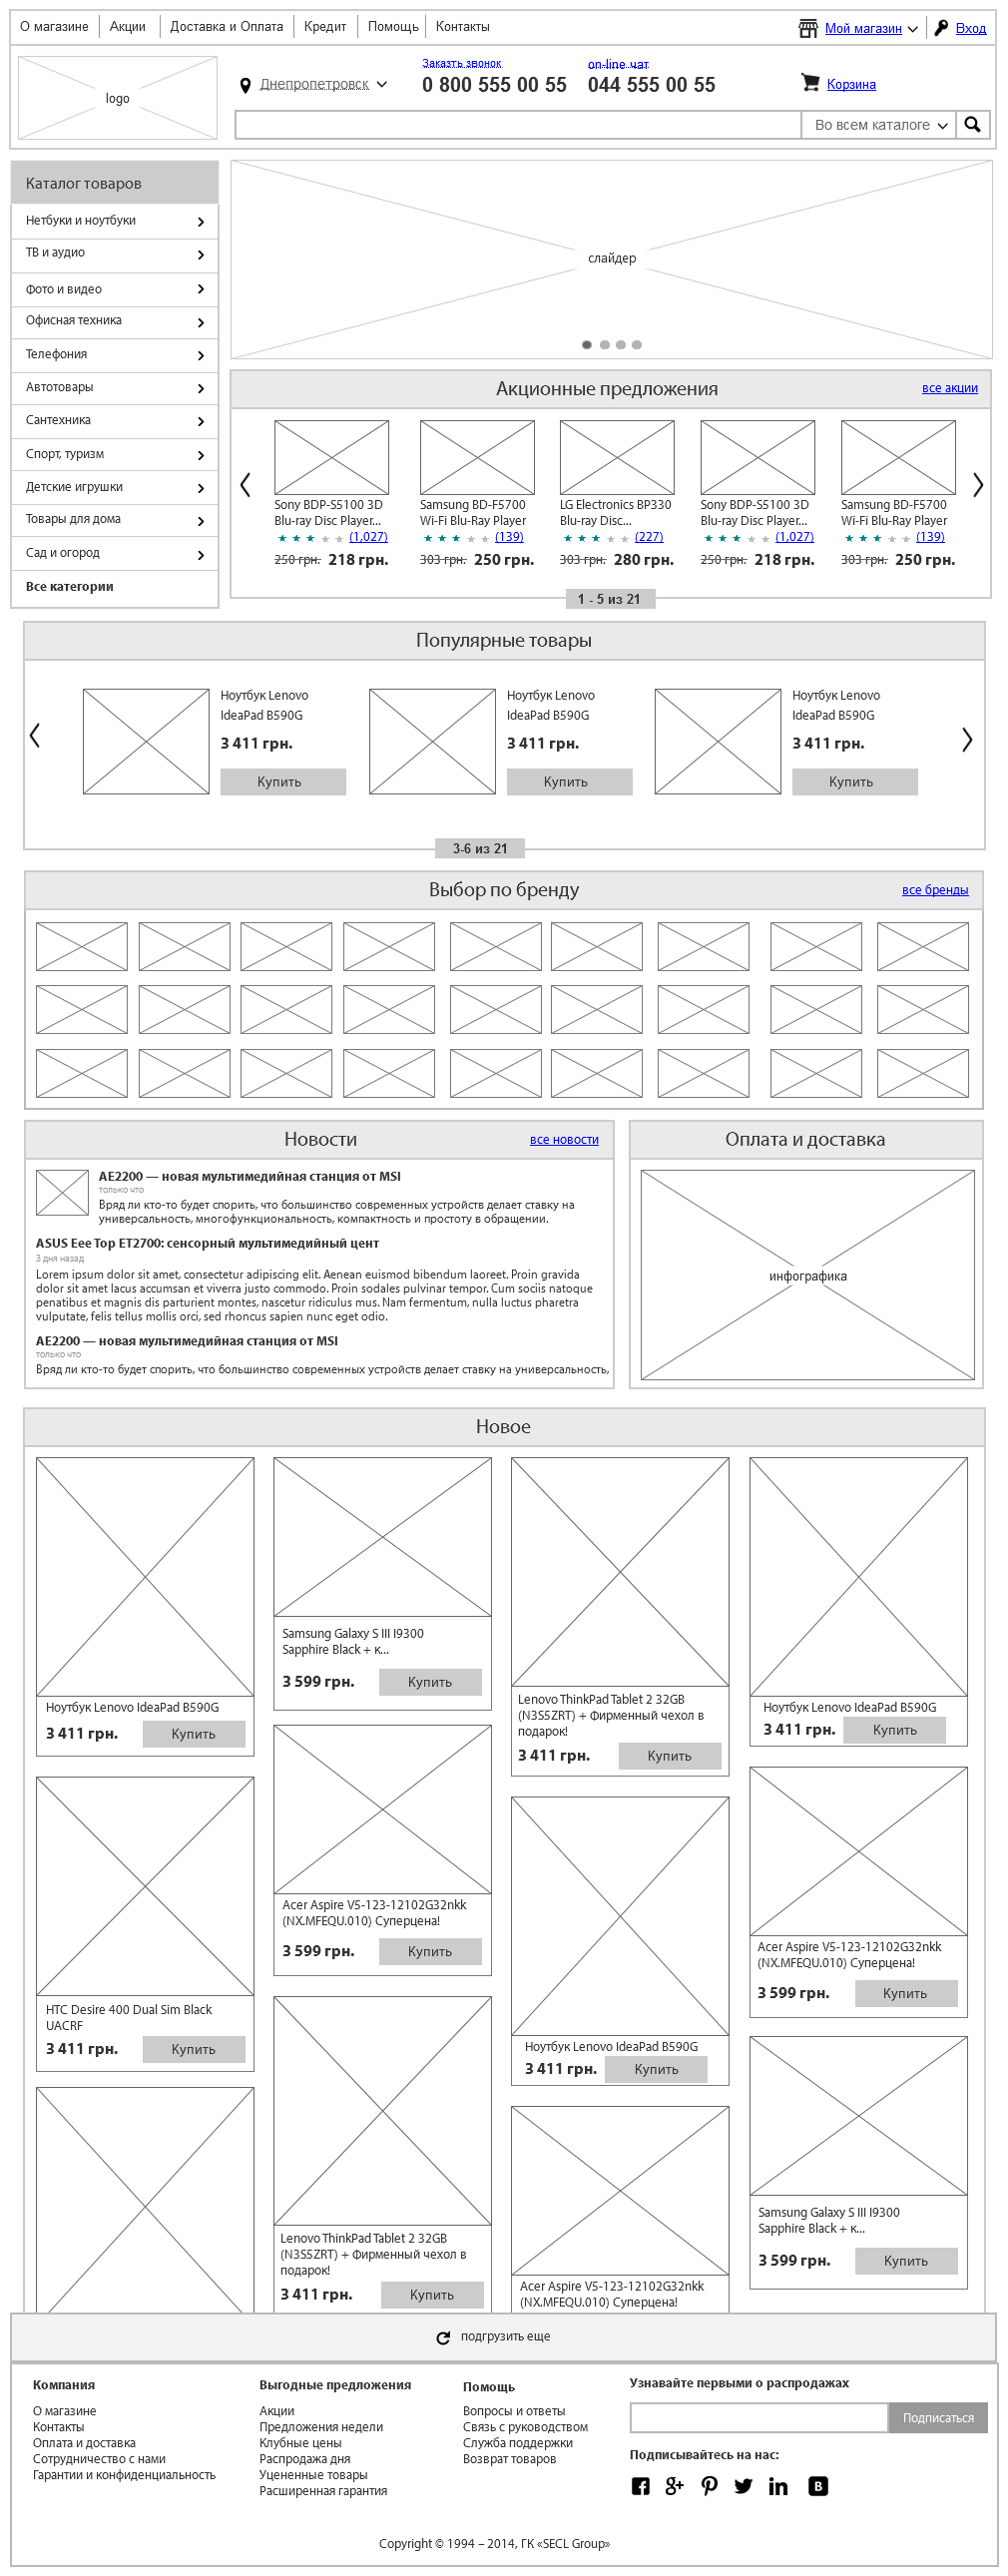 О магазине
Акции
Доставка и Оплата
Кредит
Помощь
Контакты
Мой магазин
Вход
logo
Днепропетровск
Заказть звонок
0 800 555 00 55
on-line чат
044 555 00 55
Корзина
Во всем каталоге
Каталог товаров
Нетбуки и ноутбуки
ТВ и аудио
Фото и видео
Офисная техника
Телефония
Автотовары
Сантехника
Спорт, туризм
Детские игрушки
Товары для дома
Сад и огород
Все категории
слайдер
Акционные предложения
все акции
Sony BDP-S5100 3D
Blu-ray Disc Player...
(1,027)
250 грн. 218 грн.
Samsung BD-F5700
Wi-Fi Blu-Ray Player
(139)
303 грн. 250 грн.
LG Electronics BP330
Blu-ray Disc...
(227)
303 грн. 280 грн.
Sony BDP-S5100 3D
Blu-ray Disc Player...
(1,027)
250 грн. 218 грн.
Samsung BD-F5700
Wi-Fi Blu-Ray Player
(139)
303 грн. 250 грн.
1 - 5 из 21
Популярные товары
Ноутбук Lenovo
IdeaPad B590G
3 411 грн.
Купить
Ноутбук Lenovo
IdeaPad B590G
3 411 грн.
Купить
Ноутбук Lenovo
IdeaPad B590G
3 411 грн.
Купить
3-6 из 21
Выбор по бренду
все бренды
Новости
все новости
AE2200 — новая мультимедийная станция от MSI
только что
Вряд ли кто-то будет спорить, что большинство современных устройств делает ставку на
универсальность, многофункциональность, компактность и простоту в обращении.
ASUS Eee Top ET2700: сенсорный мультимедийный цент
3 дня назад
Lorem ipsum dolor sit amet, consectetur adipiscing elit. Aenean euismod bibendum laoreet. Proin gravida
dolor sit amet lacus accumsan et viverra justo commodo. Proin sodales pulvinar tempor. Cum sociis natoque
penatibus et magnis dis parturient montes, nascetur ridiculus mus. Nam fermentum, nulla luctus pharetra
vulputate, felis tellus mollis orci, sed rhoncus sapien nunc eget odio.
AE2200 — новая мультимедийная станция от MSI
только что
Вряд ли кто-то будет спорить, что большинство современных устройств делает ставку на универсальность,
Оплата и доставка
инфографика
Новое
Ноутбук Lenovo IdeaPad B590G
3 411 грн.
Купить
HTC Desire 400 Dual Sim Black
UACRF
3 411 грн.
Купить
Samsung Galaxy S III I9300
Sapphire Black + к...
3 599 грн.
Купить
Acer Aspire V5-123-12102G32nkk
(NX.MFEQU.010) Суперцена!
3 599 грн.
Купить
Lenovo ThinkPad Tablet 2 32GB
(N3S5ZRT) + Фирменный чехол в
подарок!
3 411 грн.
Купить
Lenovo ThinkPad Tablet 2 32GB
(N3S5ZRT) + Фирменный чехол в
подарок!
3 411 грн.
Купить
Ноутбук Lenovo IdeaPad B590G
3 411 грн.
Купить
Acer Aspire V5-123-12102G32nkk
(NX.MFEQU.010) Суперцена!
Ноутбук Lenovo IdeaPad B590G
3 411 грн.
Купить
Acer Aspire V5-123-12102G32nkk
(NX.MFEQU.010) Суперцена!
3 599 грн.
Купить
Samsung Galaxy S III I9300
Sapphire Black + к...
3 599 грн.
Купить
подгрузить еще
Компания
О магазине
Контакты
Оплата и доставка
Сотрудничество с нами
Гарантии и конфиденциальность
Выгодные предложения
Акции
Предложения недели
Клубные цены
Распродажа дня
Уцененные товары
Расширенная гарантия
Помощь
Вопросы и ответы
Связь с руководством
Служба поддержки
Возврат товаров
Узнавайте первыми о распродажах
Подписаться
Подписывайтесь на нас:
Copyright © 1994 – 2014, ГК «SECL Group»